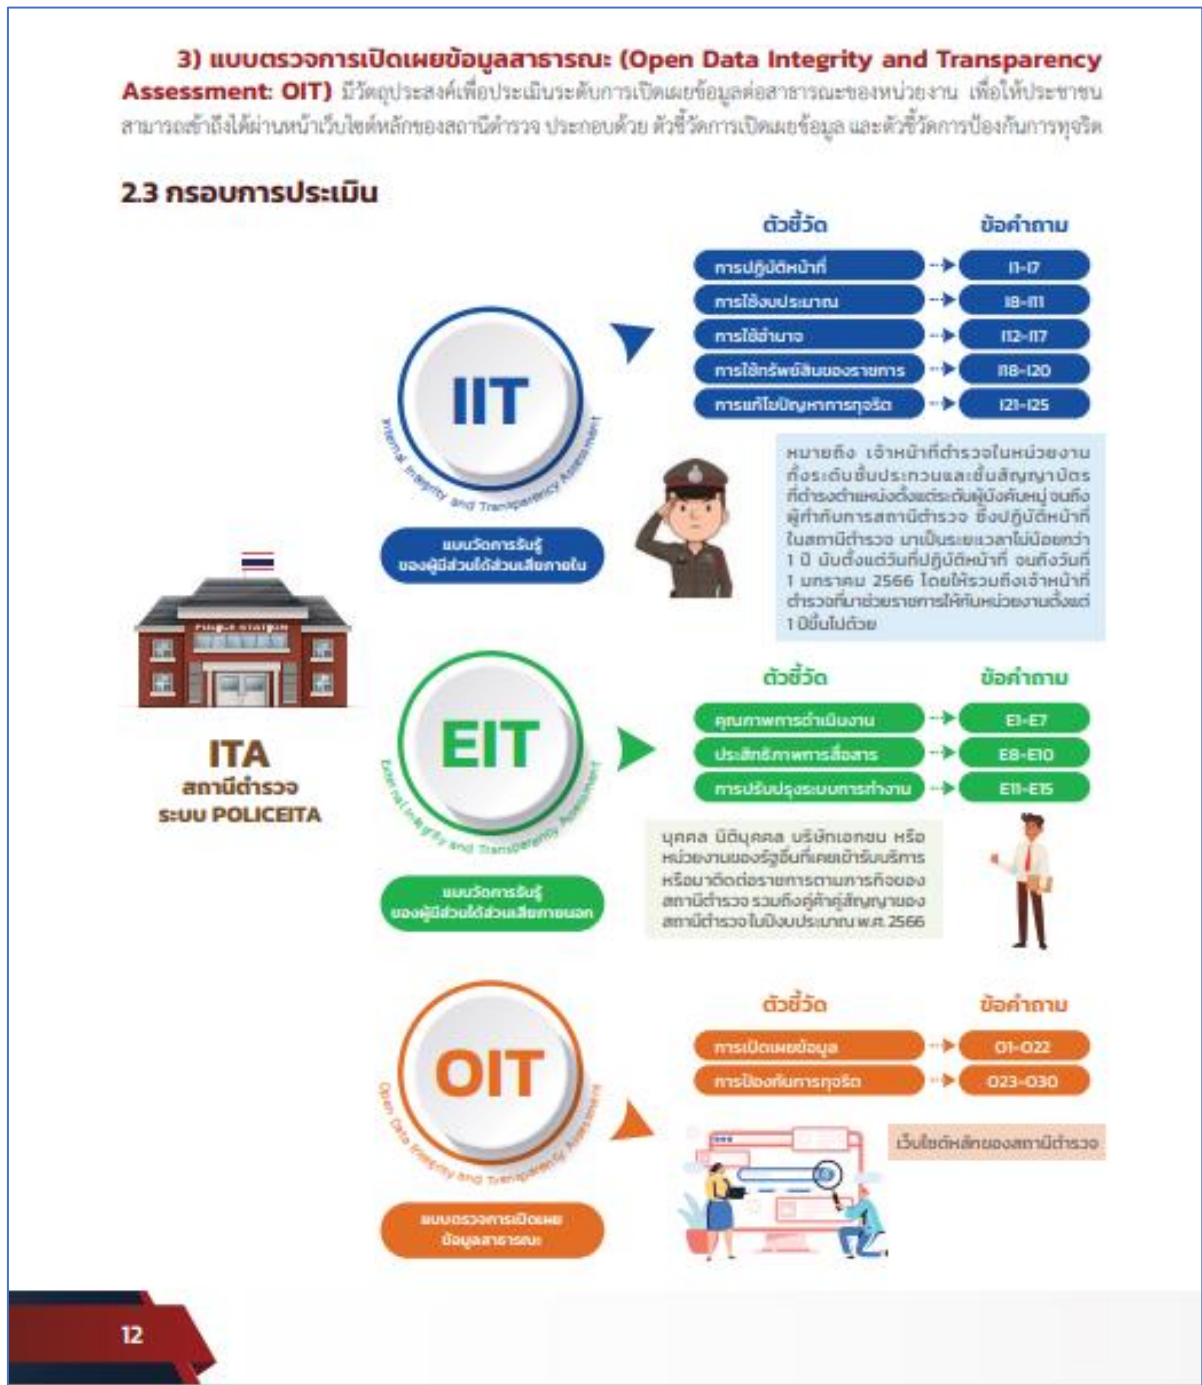 3) แบบตรวจการเปิดเผยข้อมูลสาธารณะ (Open Data Integrity and Transparency
Assessment: OIT) มีวัตถุประสงค์เพื่อประเมินระดับการเปิดเผยข้อมูลต่อสาธารณะของหน่วยงาน เพื่อให้ประชาชน
สามารถเข้าถึงได้ผ่านหน้าเว็บไซต์หลักของสถานีตำรวจ ประกอบด้วย ตัวชี้วัดการเปิดเผยข้อมูล และตัวชี้วัดการป้องกันการทุจริต
2.3 กรอบการประเมิน
ตัวชี้วัด ข้อคำถาม
การปฏิบัติหน้าที่ I1-I7
การใช้งบประมาณ I8-I11
การใช้อำนาจ I12-I17
การใช้ทรัพย์สินของราชการ I18-I20
การแก้ไขปัญหาการทุจริต I21-I25
IIT
Internal Integrity and Transparency Assessment
แบบวัดการรับรู้
ของผู้มีส่วนได้ส่วนเสียภายใน
หมายถึง เจ้าหน้าที่ตำรวจในหน่วยงาน
ทั้งระดับชั้นประทวนและชั้นสัญญาบัตร
ที่ดำรงตำแหน่งตั้งแต่ระดับผู้บังคับหมู่ จนถึง
ผู้กำกับการสถานีตำรวจ ซึ่งปฏิบัติหน้าที่
ในสถานีตำรวจ มาเป็นระยะเวลาไม่น้อยกว่า
1 ปี นับตั้งแต่วันที่ปฏิบัติหน้าที่ จนถึงวันที่
1 มกราคม 2566 โดยให้รวมถึงเจ้าหน้าที่
ตำรวจที่มาช่วยราชการให้กับหน่วยงานตั้งแต่
1 ปีขึ้นไปด้วย
POLICE STATION
ITA
สถานีตำรวจ
ระบบ POLICEITA
ตัวชี้วัด ข้อคำถาม
คุณภาพการดำเนินงาน E1-E7
ประสิทธิภาพการสื่อสาร E8-E10
การปรับปรุงระบบการทำงาน E11-E15
EIT
External Integrity and Transparency Assessment
แบบวัดการรับรู้
ของผู้มีส่วนได้ส่วนเสียภายนอก
บุคคล นิติบุคคล บริษัทเอกชน หรือ
หน่วยงานของรัฐอื่นที่เคยเข้ารับบริการ
หรือมาติดต่อราชการตามภารกิจของ
สถานีตำรวจ รวมถึงคู่ค้าคู่สัญญาของ
สถานีตำรวจ ในปีงบประมาณ พ.ศ. 2566
ตัวชี้วัด ข้อคำถาม
การเปิดเผยข้อมูล O1-O22
การป้องกันการทุจริต O23-O30
OIT
Open Data Integrity and Transparency Assessment
แบบตรวจการเปิดเผย
ข้อมูลสาธารณะ
เว็บไซต์หลักของสถานีตำรวจ
12